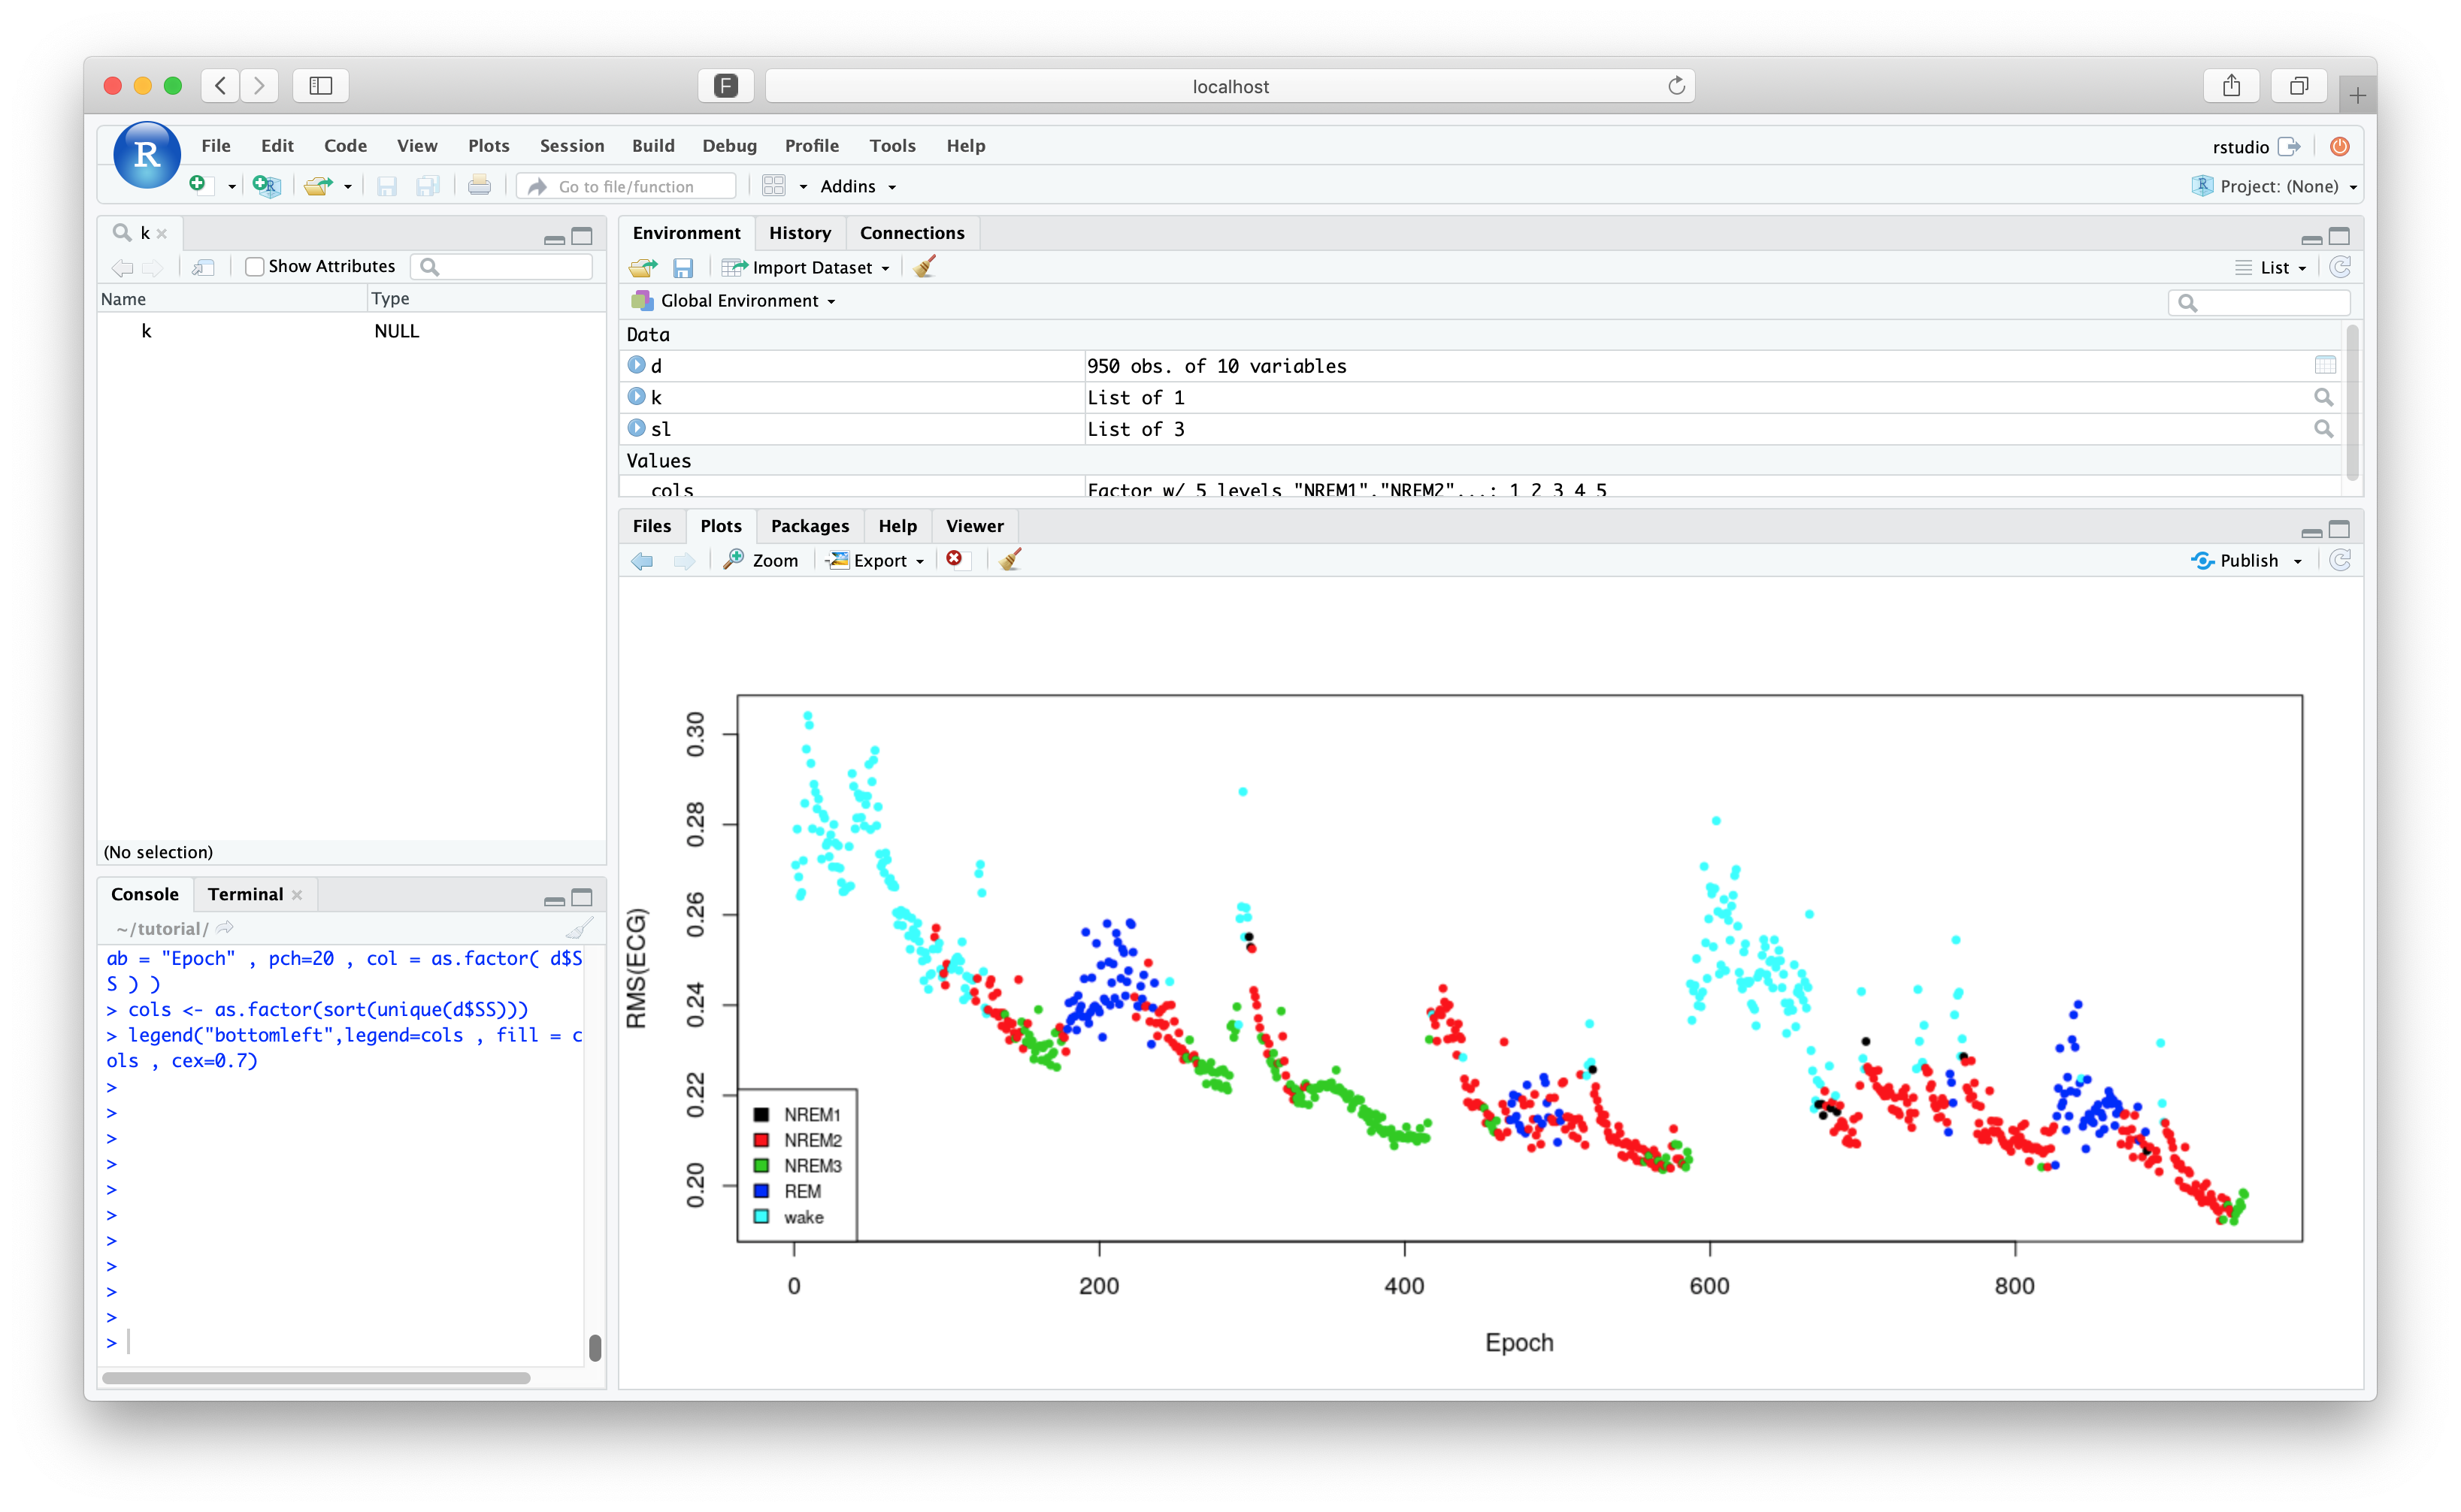 F
localhost
R
File Edit Code View Plots Session Build Debug Profile Tools Help
rstudio
R Go to file/function Addins
R Project: (None)
k
Show Attributes
Name Type
k NULL
(No selection)
Console Terminal
~/tutorial/
ab = "Epoch" , pch=20 , col = as.factor( d$S
S ) )
> cols <- as.factor(sort(unique(d$SS)))
> legend("bottomleft",legend=cols , fill = c
ols , cex=0.7)
>
>
>
>
>
>
>
>
>
>
>
Environment History Connections
Import Dataset List
Global Environment
Data
d 950 obs. of 10 variables
k List of 1
sl List of 3
Values
cols Factor w/ 5 levels "NREM1","NREM2"...: 1 2 3 4 5
Files Plots Packages Help Viewer
Zoom Export Publish
RMS(ECG)
0.30
0.28
0.26
0.24
0.22
0.20
NREM1
NREM2
NREM3
REM
wake
0 200 400 600 800
Epoch